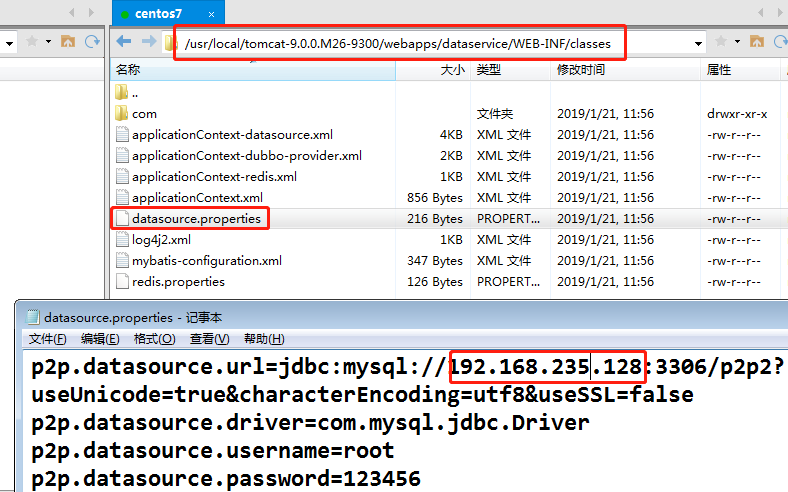 centos7
/usr/local/tomcat-9.0.0.M26-9300/webapps/dataservice/WEB-INF/classes
名称 大小 类型 修改时间 属性
..
com 文件夹 2019/1/21, 11:56 drwxr-xr-x
applicationContext-datasource.xml 4KB XML 文件 2019/1/21, 11:56 -rw-r--r--
applicationContext-dubbo-provider.xml 2KB XML 文件 2019/1/21, 11:56 -rw-r--r--
applicationContext-redis.xml 1KB XML 文件 2019/1/21, 11:56 -rw-r--r--
applicationContext.xml 856 Bytes XML 文件 2019/1/21, 11:56 -rw-r--r--
datasource.properties 216 Bytes PROPERT... 2019/1/21, 11:56 -rw-r--r--
log4j2.xml 1KB XML 文件 2019/1/21, 11:56 -rw-r--r--
mybatis-configuration.xml 347 Bytes XML 文件 2019/1/21, 11:56 -rw-r--r--
redis.properties 126 Bytes PROPERT... 2019/1/21, 11:56 -rw-r--r--
datasource.properties - 记事本
文件(F) 编辑(E) 格式(O) 查看(V) 帮助(H)
p2p.datasource.url=jdbc:mysql://192.168.235.128:3306/p2p2?
useUnicode=true&characterEncoding=utf8&useSSL=false
p2p.datasource.driver=com.mysql.jdbc.Driver
p2p.datasource.username=root
p2p.datasource.password=123456